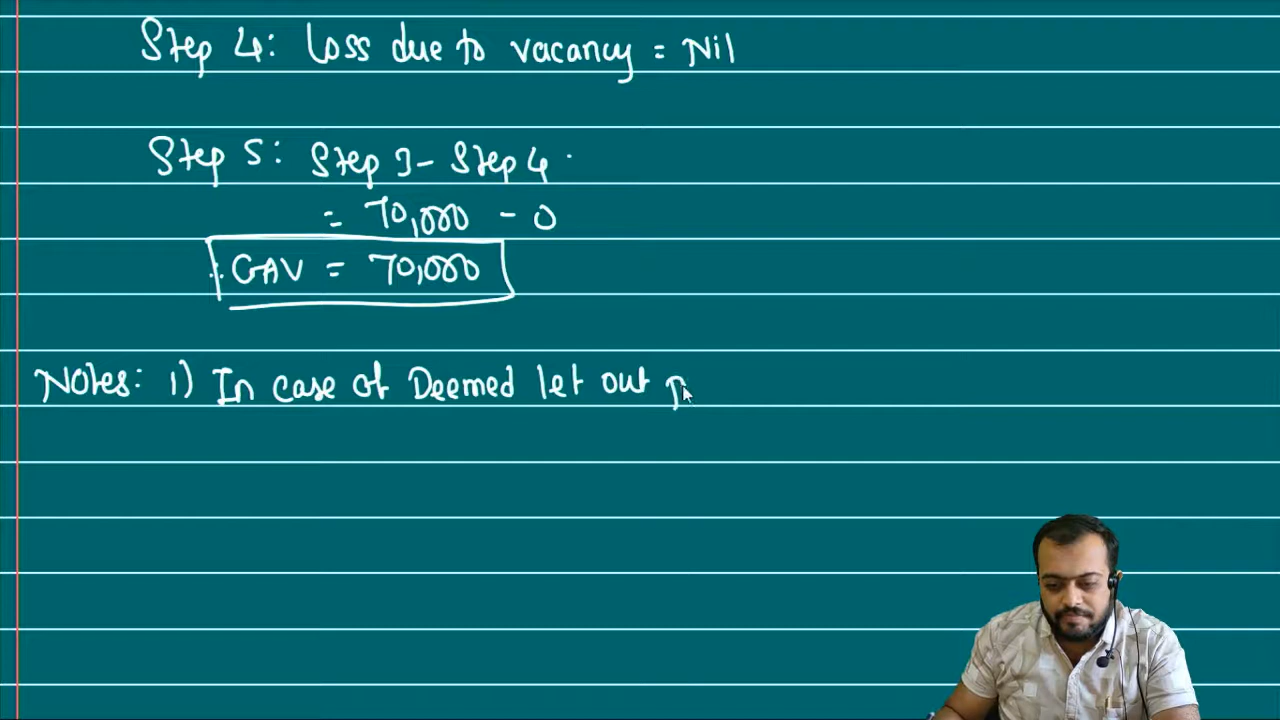 Step 4: Loss due to vacancy = Nil
Step 5: Step 3 - Step 4
= 70,000 - 0
∴ GAV = 70,000
Notes: 1) In case of Deemed let out p